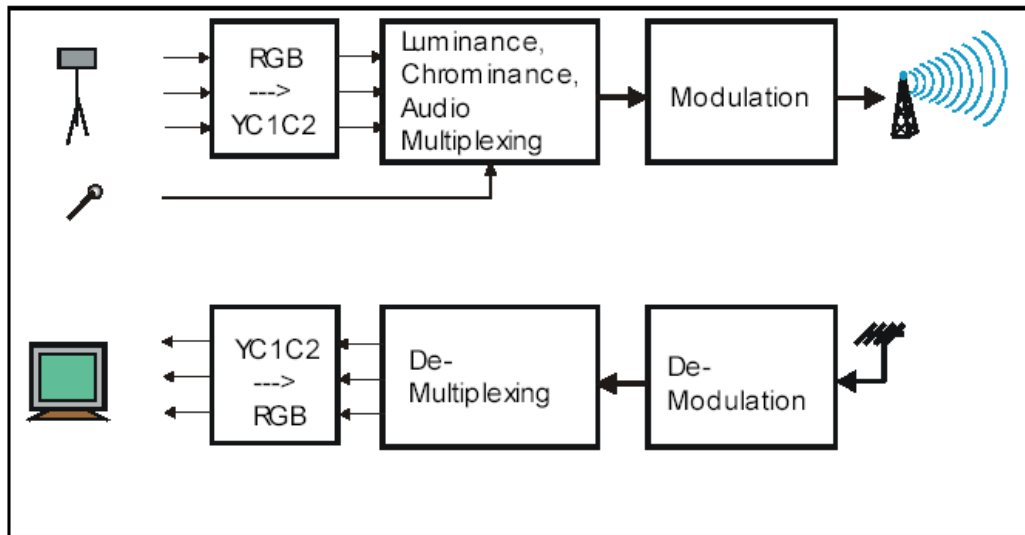 RGB
--->
YC1C2
Luminance,
Chrominance,
Audio
Multiplexing
Modulation
YC1C2
--->
RGB
De-
Multiplexing
De-
Modulation